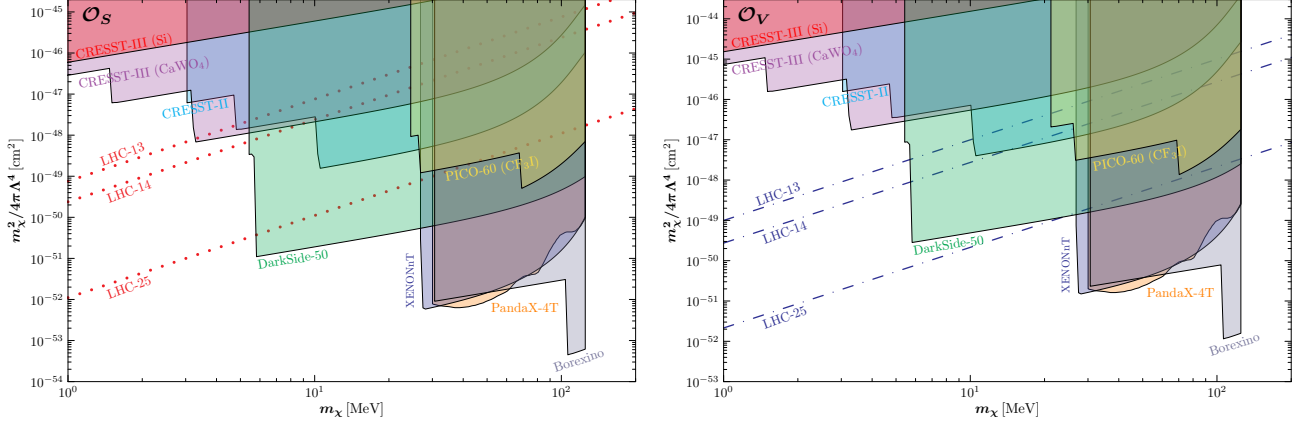 𝒪_S
10⁻⁴⁵
10⁻⁴⁶
10⁻⁴⁷
10⁻⁴⁸
10⁻⁴⁹
10⁻⁵⁰
10⁻⁵¹
10⁻⁵²
10⁻⁵³
10⁻⁵⁴
m_χ²/4πΛ⁴ [cm²]
CRESST-III (Si)
CRESST-III (CaWO₄)
CRESST-II
LHC-13
LHC-14
PICO-60 (CF₃I)
DarkSide-50
LHC-25
XENONnT
PandaX-4T
Borexino
10⁰
10¹
10²
m_χ [MeV]
𝒪_V
10⁻⁴⁴
10⁻⁴⁵
10⁻⁴⁶
10⁻⁴⁷
10⁻⁴⁸
10⁻⁴⁹
10⁻⁵⁰
10⁻⁵¹
10⁻⁵²
10⁻⁵³
m_χ²/4πΛ⁴ [cm²]
CRESST-III (Si)
CRESST-III (CaWO₄)
CRESST-II
PICO-60 (CF₃I)
LHC-13
LHC-14
DarkSide-50
XENONnT
PandaX-4T
LHC-25
Borexino
10⁰
10¹
10²
m_χ [MeV]